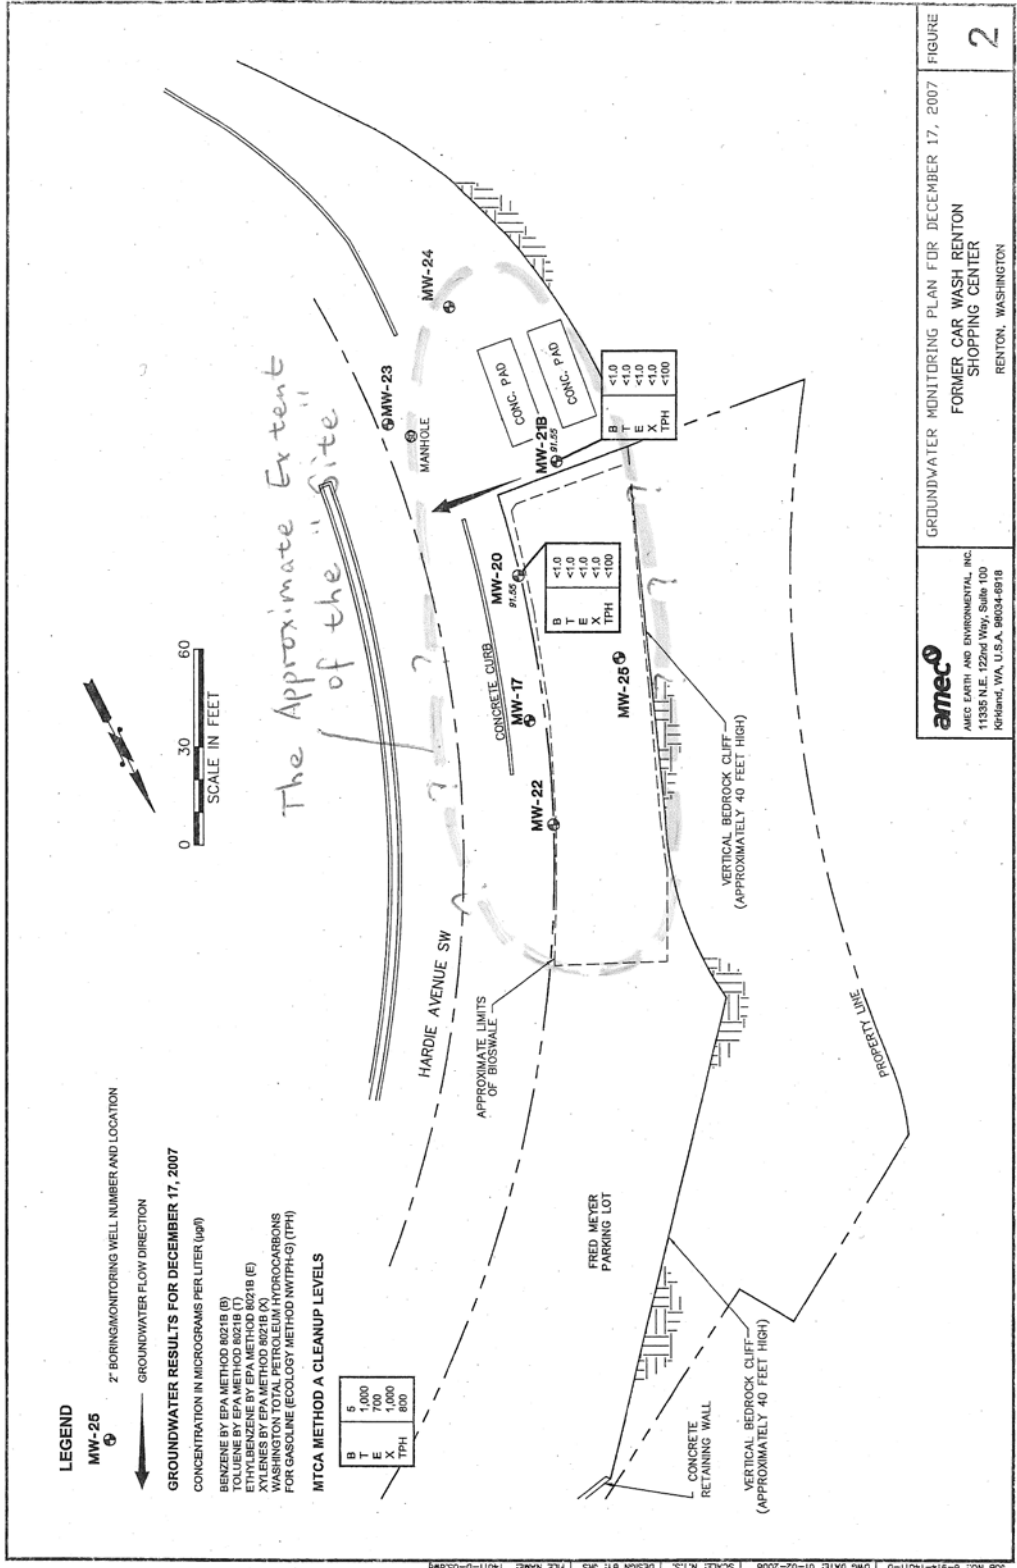 LEGEND
MW-25
2" BORING/MONITORING WELL NUMBER AND LOCATION
GROUNDWATER FLOW DIRECTION
GROUNDWATER RESULTS FOR DECEMBER 17, 2007
CONCENTRATION IN MICROGRAMS PER LITER (µg/l)
BENZENE BY EPA METHOD 8021B (B)
TOLUENE BY EPA METHOD 8021B (T)
ETHYLBENZENE BY EPA METHOD 8021B (E)
XYLENES BY EPA METHOD 8021B (X)
WASHINGTON TOTAL PETROLEUM HYDROCARBONS
FOR GASOLINE (ECOLOGY METHOD NWTPH-G) (TPH)
MTCA METHOD A CLEANUP LEVELS
B 5
T 1,000
E 700
X 1,000
TPH 800
0 30 60
SCALE IN FEET
The Approximate Extent
of the "Site"
?
?
?
?
HARDIE AVENUE SW
APPROXIMATE LIMITS
OF BIOSWALE
CONCRETE CURB
MW-22
MW-17
MW-20
91.55
B <1.0
T <1.0
E <1.0
X <1.0
TPH <100
MW-25
MW-21B
91.55
B <1.0
T <1.0
E <1.0
X <1.0
TPH <100
MW-23
MANHOLE
MW-24
CONC. PAD
CONC. PAD
FRED MEYER
PARKING LOT
CONCRETE
RETAINING WALL
VERTICAL BEDROCK CLIFF
(APPROXIMATELY 40 FEET HIGH)
VERTICAL BEDROCK CLIFF
(APPROXIMATELY 40 FEET HIGH)
PROPERTY LINE
amec
AMEC EARTH AND ENVIRONMENTAL, INC.
11335 N.E. 122nd Way, Suite 100
Kirkland, WA, U.S.A. 98034-6918
GROUNDWATER MONITORING PLAN FOR DECEMBER 17, 2007
FORMER CAR WASH RENTON
SHOPPING CENTER
RENTON, WASHINGTON
FIGURE
2